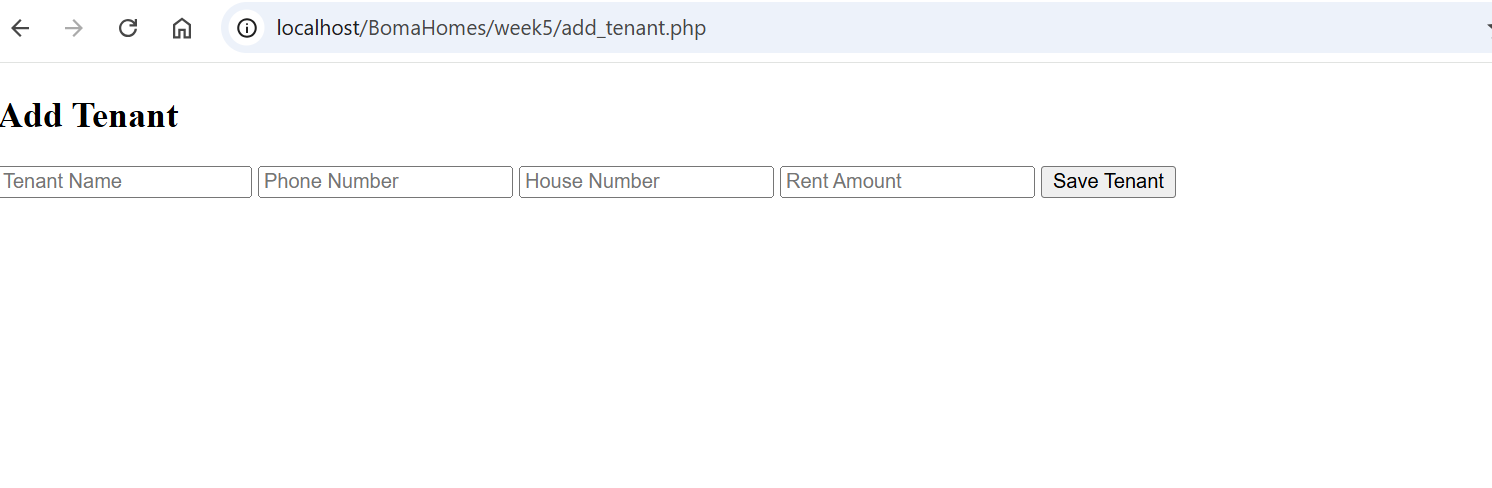 localhost/BomaHomes/week5/add_tenant.php
Add Tenant
Tenant Name Phone Number House Number Rent Amount Save Tenant